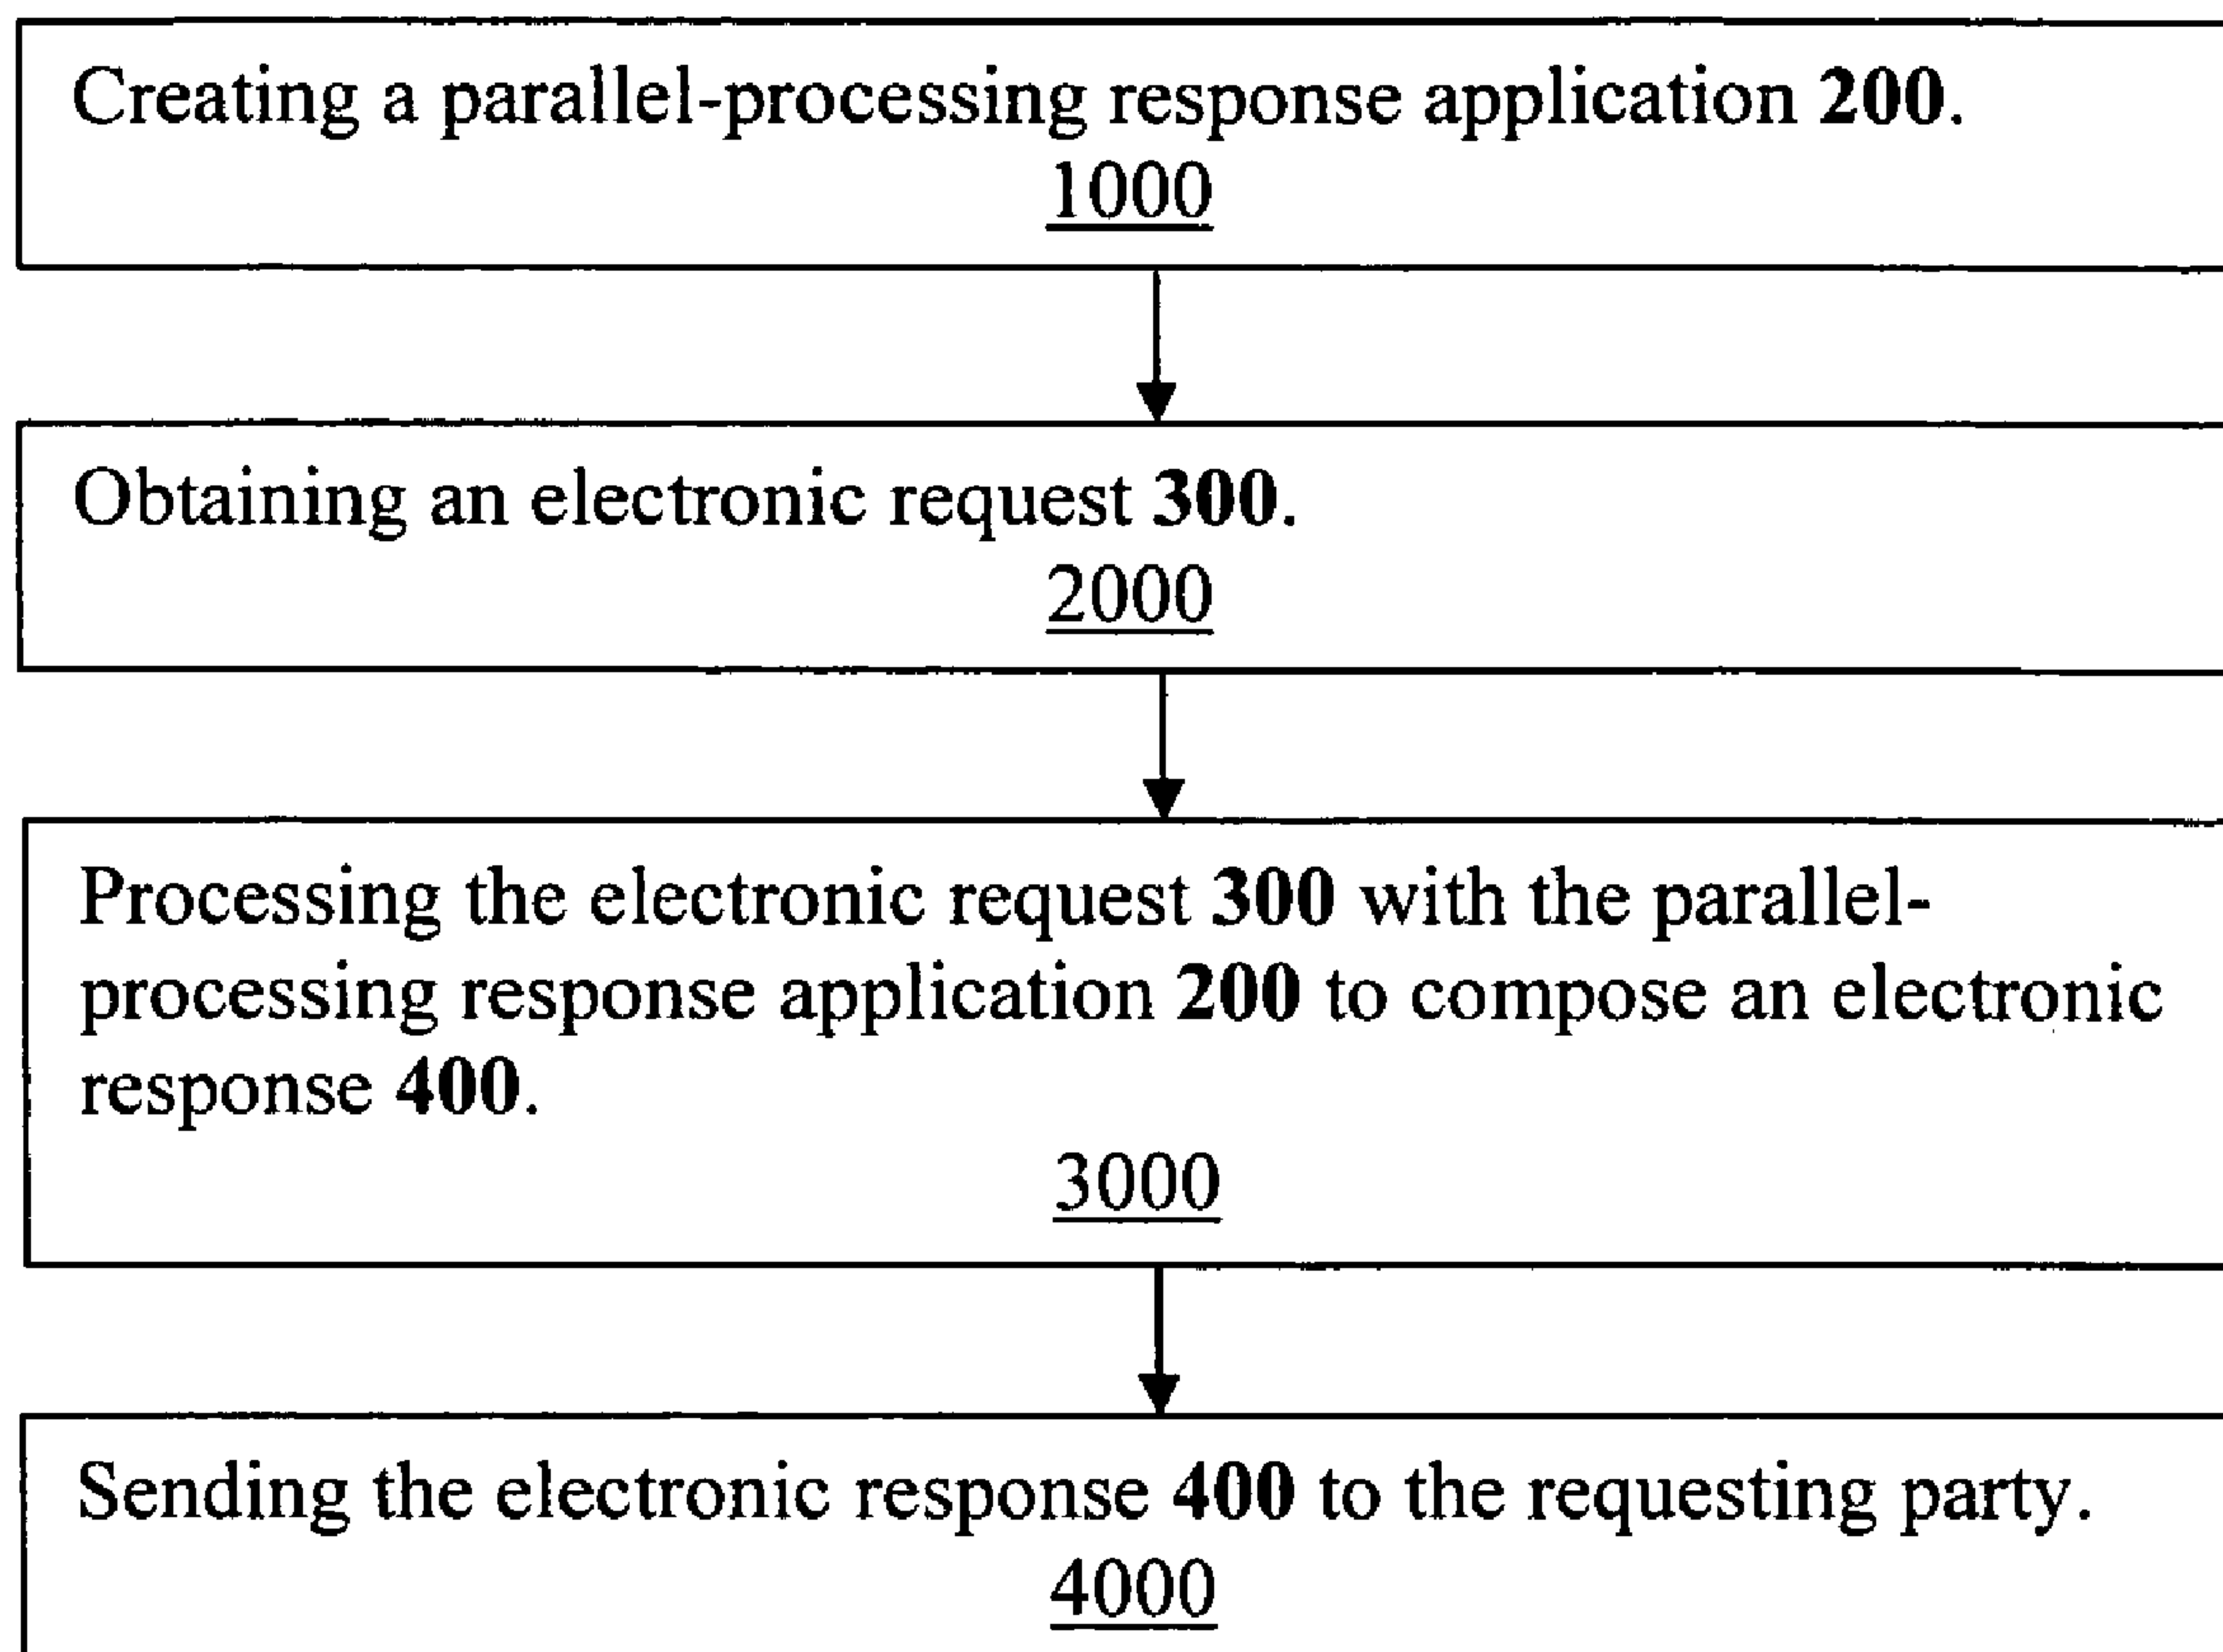 Creating a parallel-processing response application 200.
1000
Obtaining an electronic request 300.
2000
Processing the electronic request 300 with the parallel-
processing response application 200 to compose an electronic
response 400.
3000
Sending the electronic response 400 to the requesting party.
4000